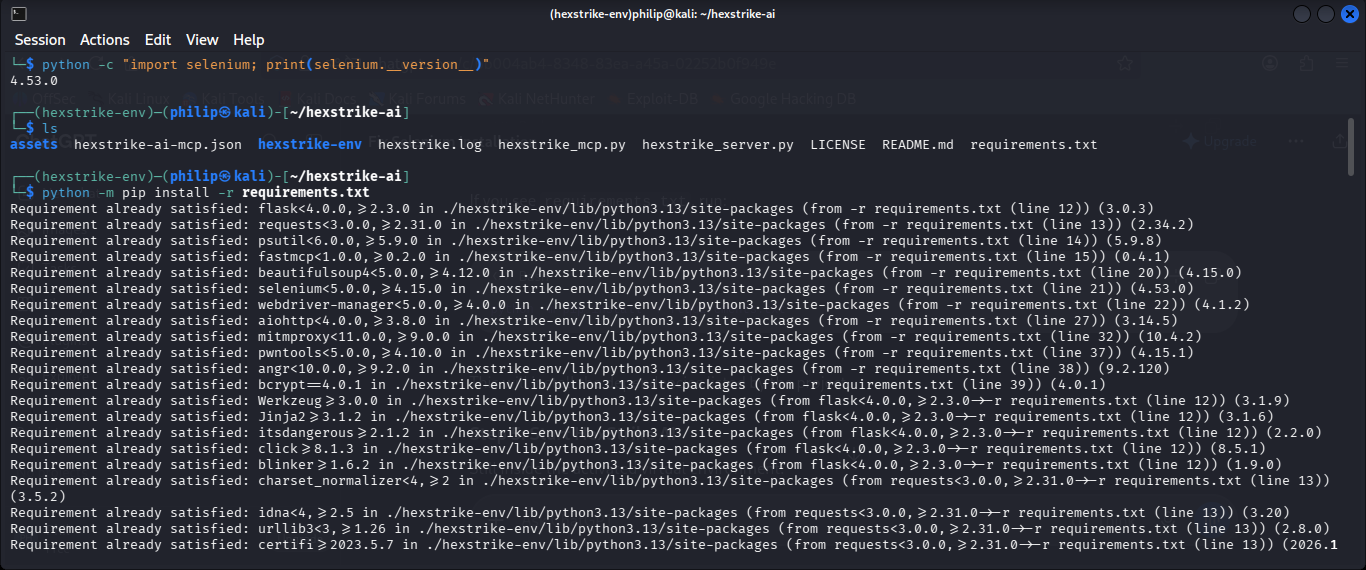 (hexstrike-env)philip@kali: ~/hexstrike-ai
Session Actions Edit View Help
└─$ python -c "import selenium; print(selenium.__version__)"
4.53.0
┌──(hexstrike-env)─(philip㉿kali)-[~/hexstrike-ai]
└─$ ls
assets hexstrike-ai-mcp.json hexstrike-env hexstrike.log hexstrike_mcp.py hexstrike_server.py LICENSE README.md requirements.txt
┌──(hexstrike-env)─(philip㉿kali)-[~/hexstrike-ai]
└─$ python -m pip install -r requirements.txt
Requirement already satisfied: flask<4.0.0,>=2.3.0 in ./hexstrike-env/lib/python3.13/site-packages (from -r requirements.txt (line 12)) (3.0.3)
Requirement already satisfied: requests<3.0.0,>=2.31.0 in ./hexstrike-env/lib/python3.13/site-packages (from -r requirements.txt (line 13)) (2.34.2)
Requirement already satisfied: psutil<6.0.0,>=5.9.0 in ./hexstrike-env/lib/python3.13/site-packages (from -r requirements.txt (line 14)) (5.9.8)
Requirement already satisfied: fastmcp<1.0.0,>=0.2.0 in ./hexstrike-env/lib/python3.13/site-packages (from -r requirements.txt (line 15)) (0.4.1)
Requirement already satisfied: beautifulsoup4<5.0.0,>=4.12.0 in ./hexstrike-env/lib/python3.13/site-packages (from -r requirements.txt (line 20)) (4.15.0)
Requirement already satisfied: selenium<5.0.0,>=4.15.0 in ./hexstrike-env/lib/python3.13/site-packages (from -r requirements.txt (line 21)) (4.53.0)
Requirement already satisfied: webdriver-manager<5.0.0,>=4.0.0 in ./hexstrike-env/lib/python3.13/site-packages (from -r requirements.txt (line 22)) (4.1.2)
Requirement already satisfied: aiohttp<4.0.0,>=3.8.0 in ./hexstrike-env/lib/python3.13/site-packages (from -r requirements.txt (line 27)) (3.14.5)
Requirement already satisfied: mitmproxy<11.0.0,>=9.0.0 in ./hexstrike-env/lib/python3.13/site-packages (from -r requirements.txt (line 32)) (10.4.2)
Requirement already satisfied: pwntools<5.0.0,>=4.10.0 in ./hexstrike-env/lib/python3.13/site-packages (from -r requirements.txt (line 37)) (4.15.1)
Requirement already satisfied: angr<10.0.0,>=9.2.0 in ./hexstrike-env/lib/python3.13/site-packages (from -r requirements.txt (line 38)) (9.2.120)
Requirement already satisfied: bcrypt==4.0.1 in ./hexstrike-env/lib/python3.13/site-packages (from -r requirements.txt (line 39)) (4.0.1)
Requirement already satisfied: Werkzeug>=3.0.0 in ./hexstrike-env/lib/python3.13/site-packages (from flask<4.0.0,>=2.3.0->-r requirements.txt (line 12)) (3.1.9)
Requirement already satisfied: Jinja2>=3.1.2 in ./hexstrike-env/lib/python3.13/site-packages (from flask<4.0.0,>=2.3.0->-r requirements.txt (line 12)) (3.1.6)
Requirement already satisfied: itsdangerous>=2.1.2 in ./hexstrike-env/lib/python3.13/site-packages (from flask<4.0.0,>=2.3.0->-r requirements.txt (line 12)) (2.2.0)
Requirement already satisfied: click>=8.1.3 in ./hexstrike-env/lib/python3.13/site-packages (from flask<4.0.0,>=2.3.0->-r requirements.txt (line 12)) (8.5.1)
Requirement already satisfied: blinker>=1.6.2 in ./hexstrike-env/lib/python3.13/site-packages (from flask<4.0.0,>=2.3.0->-r requirements.txt (line 12)) (1.9.0)
Requirement already satisfied: charset_normalizer<4,>=2 in ./hexstrike-env/lib/python3.13/site-packages (from requests<3.0.0,>=2.31.0->-r requirements.txt (line 13))
(3.5.2)
Requirement already satisfied: idna<4,>=2.5 in ./hexstrike-env/lib/python3.13/site-packages (from requests<3.0.0,>=2.31.0->-r requirements.txt (line 13)) (3.20)
Requirement already satisfied: urllib3<3,>=1.26 in ./hexstrike-env/lib/python3.13/site-packages (from requests<3.0.0,>=2.31.0->-r requirements.txt (line 13)) (2.8.0)
Requirement already satisfied: certifi>=2023.5.7 in ./hexstrike-env/lib/python3.13/site-packages (from requests<3.0.0,>=2.31.0->-r requirements.txt (line 13)) (2026.1